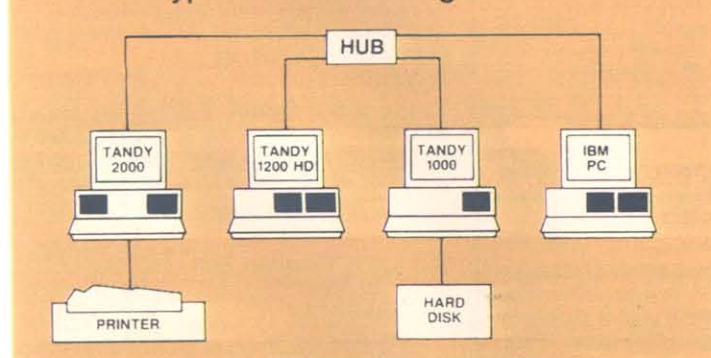 HUB
TANDY
2000
TANDY
1200 HD
TANDY
1000
IBM
PC
PRINTER
HARD
DISK